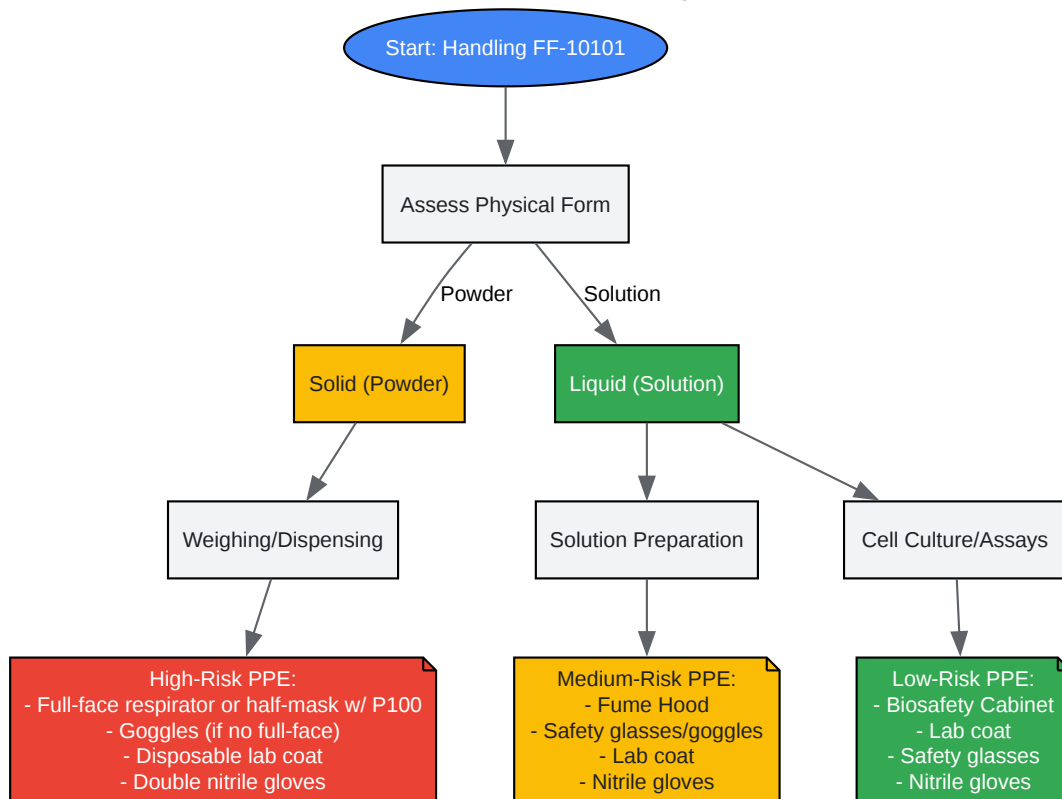 Start: Handling FF-10101
Assess Physical Form
Powder
Solution
Solid (Powder)
Liquid (Solution)
Weighing/Dispensing
Solution Preparation
Cell Culture/Assays
High-Risk PPE:
- Full-face respirator or half-mask w/ P100
- Goggles (if no full-face)
- Disposable lab coat
- Double nitrile gloves
Medium-Risk PPE:
- Fume Hood
- Safety glasses/goggles
- Lab coat
- Nitrile gloves
Low-Risk PPE:
- Biosafety Cabinet
- Lab coat
- Safety glasses
- Nitrile gloves